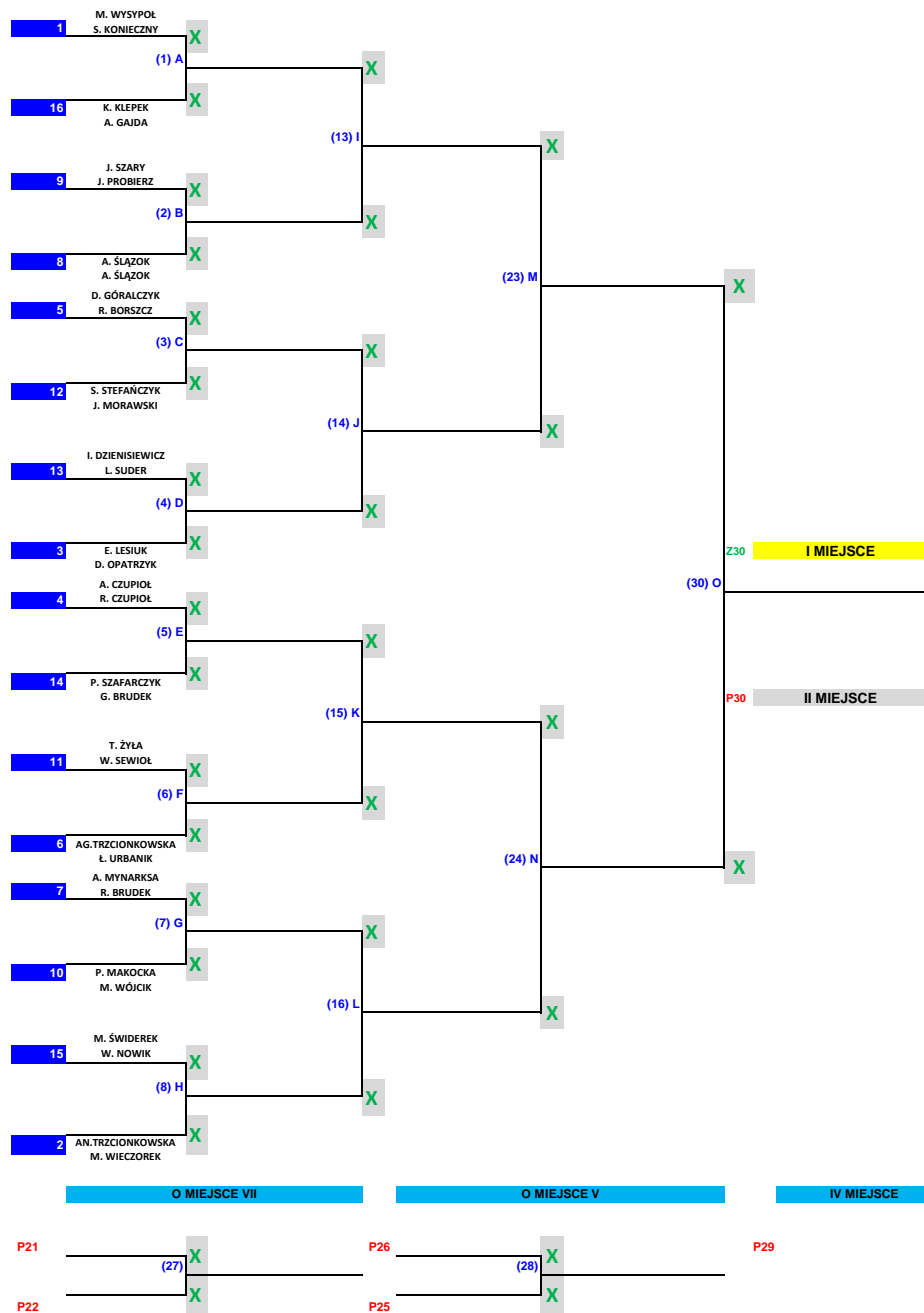 M. WYSYPOŁ
1 S. KONIECZNY X
(1) A X
16 K. KLEPEK X
A. GAJDA
(13) I X
J. SZARY
9 J. PROBIERZ X
(2) B X
8 A. ŚLĄZOK X
A. ŚLĄZOK
(23) M X
D. GÓRALCZYK
5 R. BORSZCZ X
(3) C X
12 S. STEFAŃCZYK X
J. MORAWSKI
(14) J X
I. DZIENISIEWICZ
13 L. SUDER X
(4) D X
3 E. LESIUK X
D. OPATRZYK
Z30 I MIEJSCE
(30) O
A. CZUPIOŁ
4 R. CZUPIOŁ X
(5) E X
14 P. SZAFARCZYK X
G. BRUDEK
P30 II MIEJSCE
(15) K X
T. ŻYŁA
11 W. SEWIOŁ X
(6) F X
6 AG.TRZCIONKOWSKA X
Ł. URBANIK
(24) N X
A. MYNARKSA
7 R. BRUDEK X
(7) G X
10 P. MAKOCKA X
M. WÓJCIK
(16) L X
M. ŚWIDEREK
15 W. NOWIK X
(8) H X
2 AN.TRZCIONKOWSKA X
M. WIECZOREK
O MIEJSCE VII O MIEJSCE V IV MIEJSCE
P21 X P26 X P29
(27) (28)
P22 X P25 X